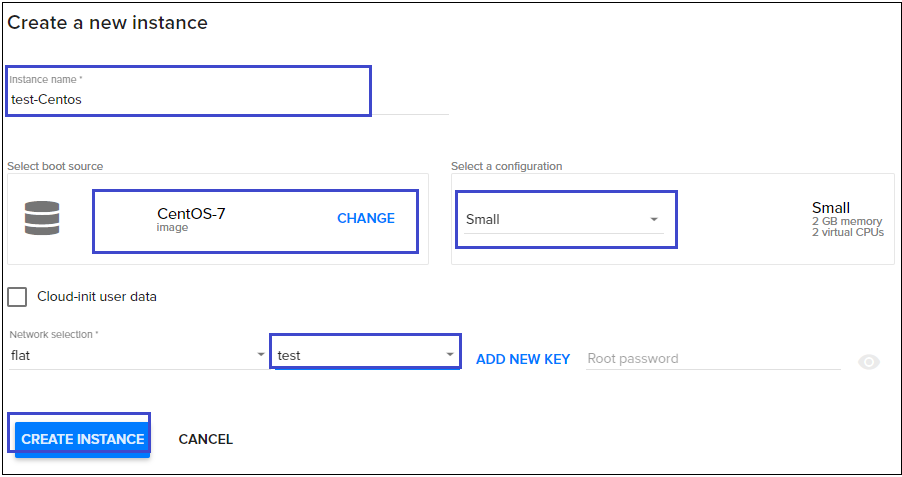 Create a new instance
Instance name *
test-Centos
Select boot source
CentOS-7
image
CHANGE
Select a configuration
Small
Small
2 GB memory
2 virtual CPUs
Cloud-init user data
Network selection *
flat
test
ADD NEW KEY
Root password
CREATE INSTANCE
CANCEL